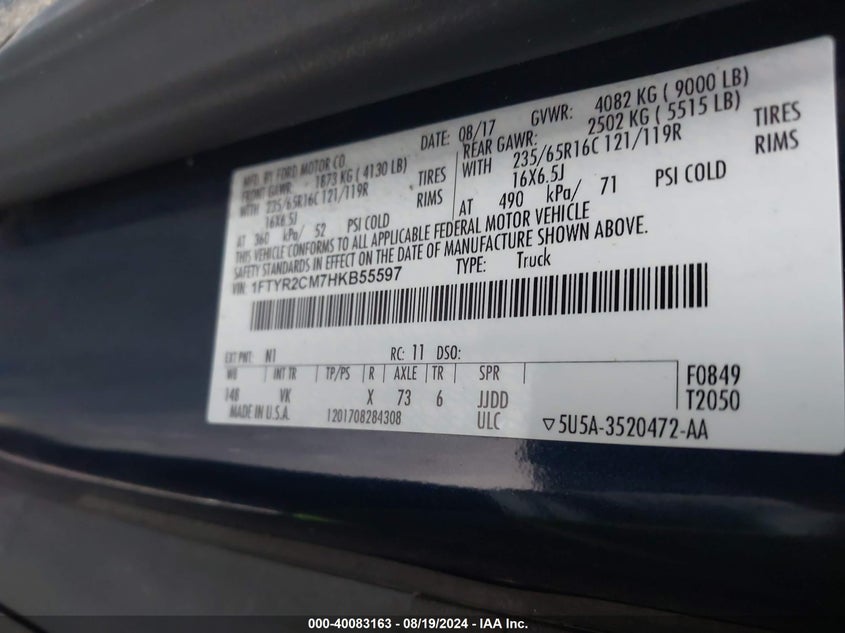 MFD. BY FORD MOTOR CO.
DATE: 08/17 GVWR: 4082 KG ( 9000 LB)
FRONT GAWR: 1873 KG ( 4130 LB) REAR GAWR: 2502 KG ( 5515 LB)
WITH 235/65R16C 121/119R TIRES WITH 235/65R16C 121/119R TIRES
16X6.5J RIMS 16X6.5J RIMS
AT 360 kPa/ 52 PSI COLD AT 490 kPa/ 71 PSI COLD
THIS VEHICLE CONFORMS TO ALL APPLICABLE FEDERAL MOTOR VEHICLE
SAFETY STANDARDS IN EFFECT ON THE DATE OF MANUFACTURE SHOWN ABOVE.
VIN: 1FTYR2CM7HKB55597 TYPE: Truck
EXT PNT: N1 RC: 11 DSO:
WB INT TR TP/PS R AXLE TR SPR F0849
148 VK X 73 6 JJDD T2050
MADE IN U.S.A. 1201708284308 ULC ▽5U5A-3520472-AA
000-40083163 - 08/19/2024 - IAA Inc.